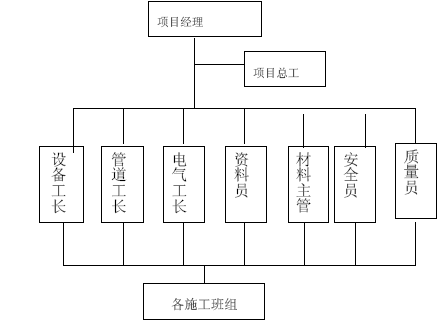 项目经理
项目总工
设备工长
管道工长
电气工长
资料员
材料主管
安全员
质量员
各施工班组